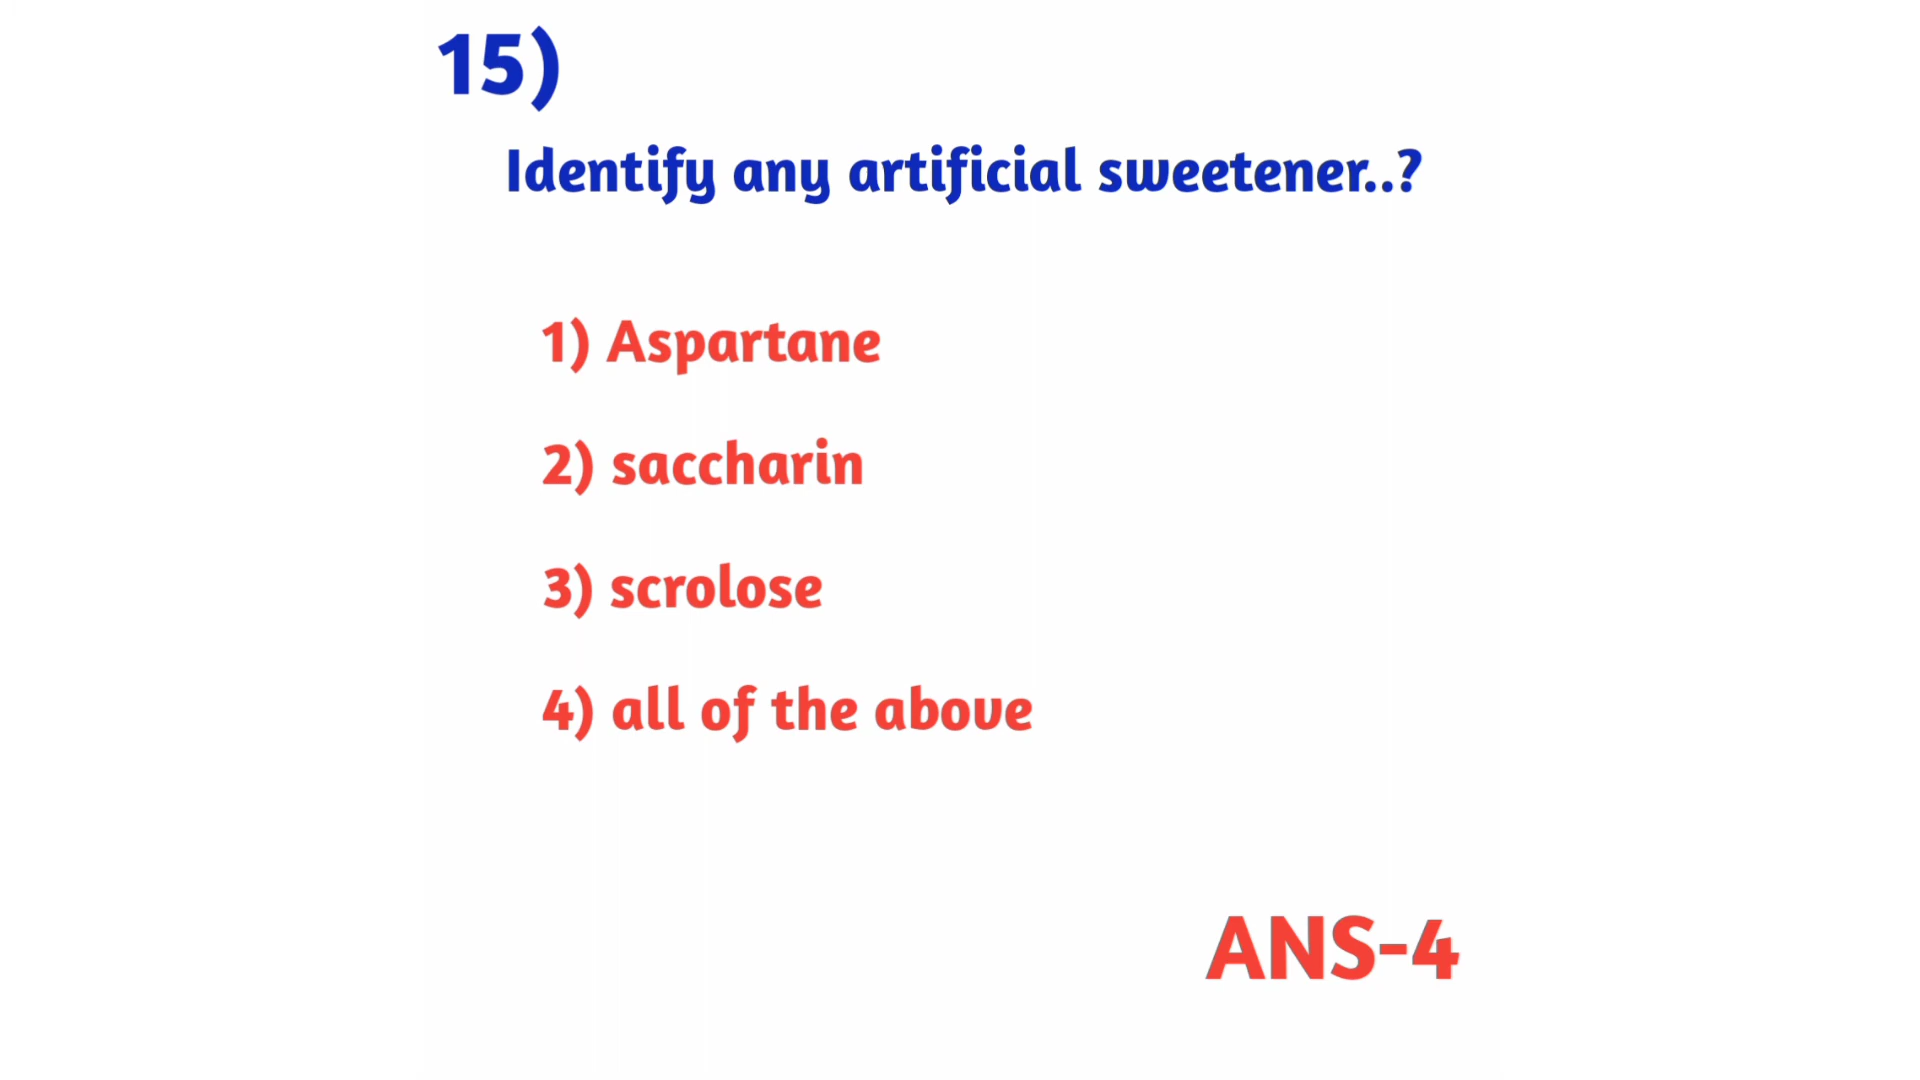 15)
Identify any artificial sweetener..?
1) Aspartane
2) saccharin
3) scrolose
4) all of the above
ANS-4